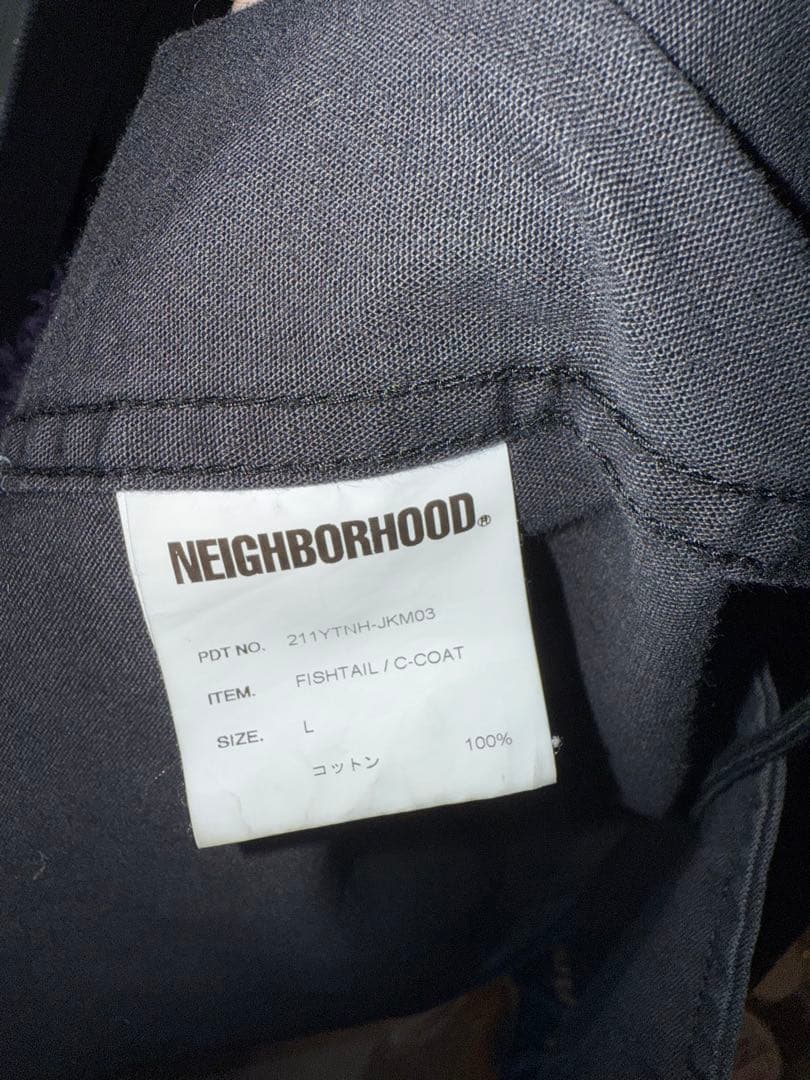 NEIGHBORHOOD®
PDT NO. 211YTNH-JKM03
ITEM. FISHTAIL / C-COAT
SIZE. L
コットン 100%